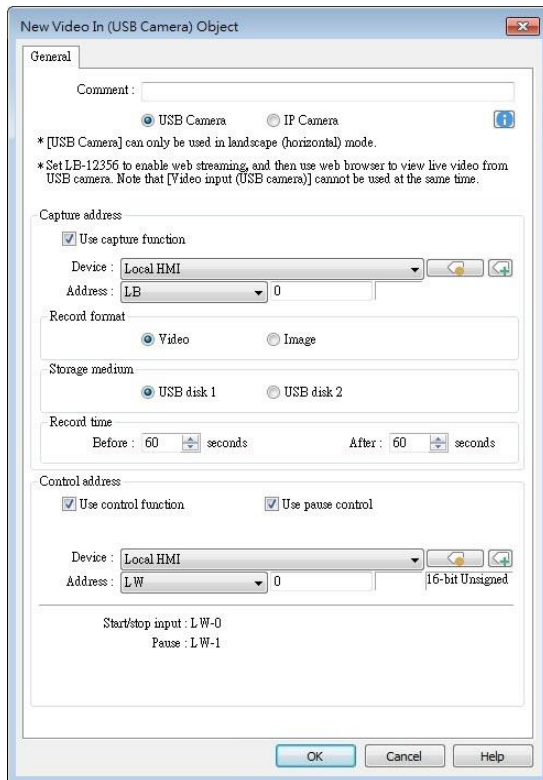 New Video In (USB Camera) Object
General
Comment :
USB Camera IP Camera
* [USB Camera] can only be used in landscape (horizontal) mode.
* Set LB-12356 to enable web streaming, and then use web browser to view live video from
USB camera. Note that [Video input (USB camera)] cannot be used at the same time.
Capture address
Use capture function
Device : Local HMI
Address : LB 0
Record format
Video Image
Storage medium
USB disk 1 USB disk 2
Record time
Before : 60 seconds After : 60 seconds
Control address
Use control function Use pause control
Device : Local HMI
Address : LW 0 16-bit Unsigned
Start/stop input : LW-0
Pause : LW-1
OK Cancel Help